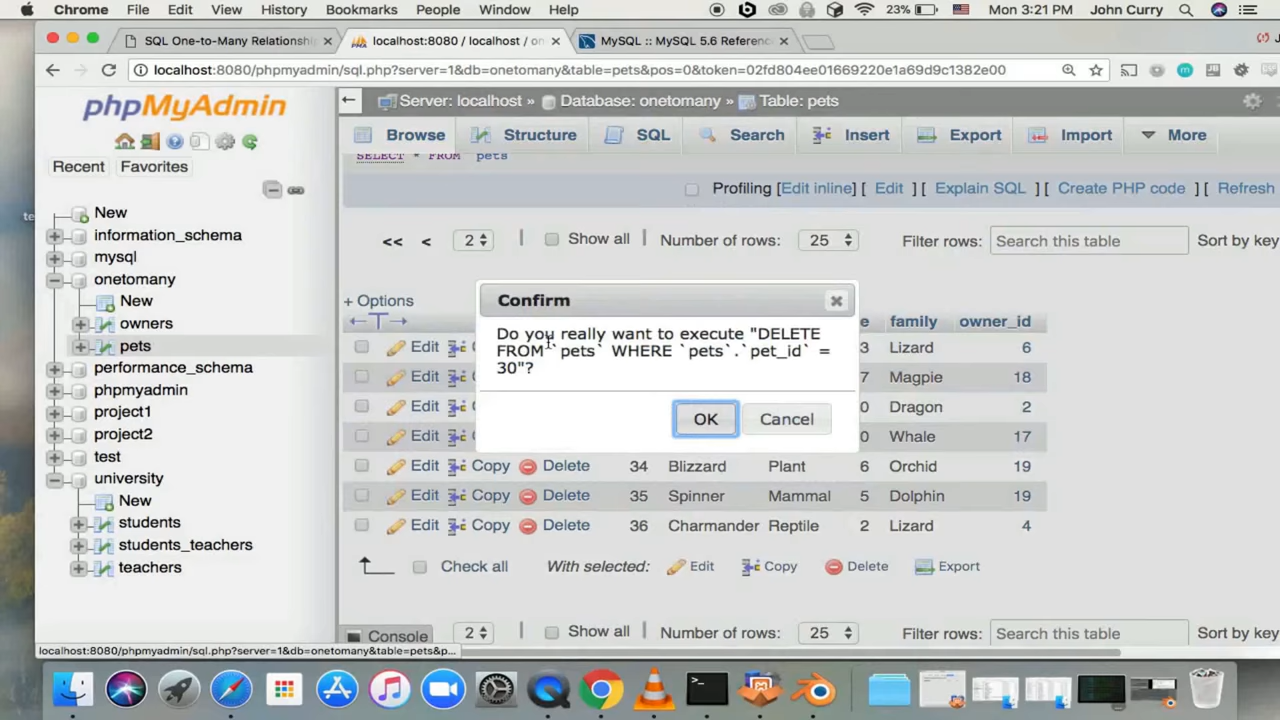 Chrome File Edit View History Bookmarks People Window Help 23% Mon 3:21 PM John Curry
SQL One-to-Many Relationship localhost:8080 / localhost / on MySQL :: MySQL 5.6 Referenc
localhost:8080/phpmyadmin/sql.php?server=1&db=onetomany&table=pets&pos=0&token=02fd804ee01669220e1a69d9c1382e00
phpMyAdmin
Recent Favorites
New
information_schema
mysql
onetomany
New
owners
pets
performance_schema
phpmyadmin
project1
project2
test
university
New
students
students_teachers
teachers
Server: localhost » Database: onetomany » Table: pets
Browse Structure SQL Search Insert Export Import More
SELECT * FROM `pets`
Profiling [Edit inline] [ Edit ] [ Explain SQL ] [ Create PHP code ] [ Refresh
<< < 2 Show all Number of rows: 25 Filter rows: Search this table Sort by key
+ Options
e family owner_id
Edit 3 Lizard 6
Edit 7 Magpie 18
Edit 0 Dragon 2
Edit 0 Whale 17
Edit Copy Delete 34 Blizzard Plant 6 Orchid 19
Edit Copy Delete 35 Spinner Mammal 5 Dolphin 19
Edit Copy Delete 36 Charmander Reptile 2 Lizard 4
Confirm
Do you really want to execute "DELETE
FROM `pets` WHERE `pets`.`pet_id` =
30"?
OK Cancel
Check all With selected: Edit Copy Delete Export
Console 2 Show all Number of rows: 25 Filter rows: Search this table Sort by key
localhost:8080/phpmyadmin/sql.php?server=1&db=onetomany&table=pets&p...